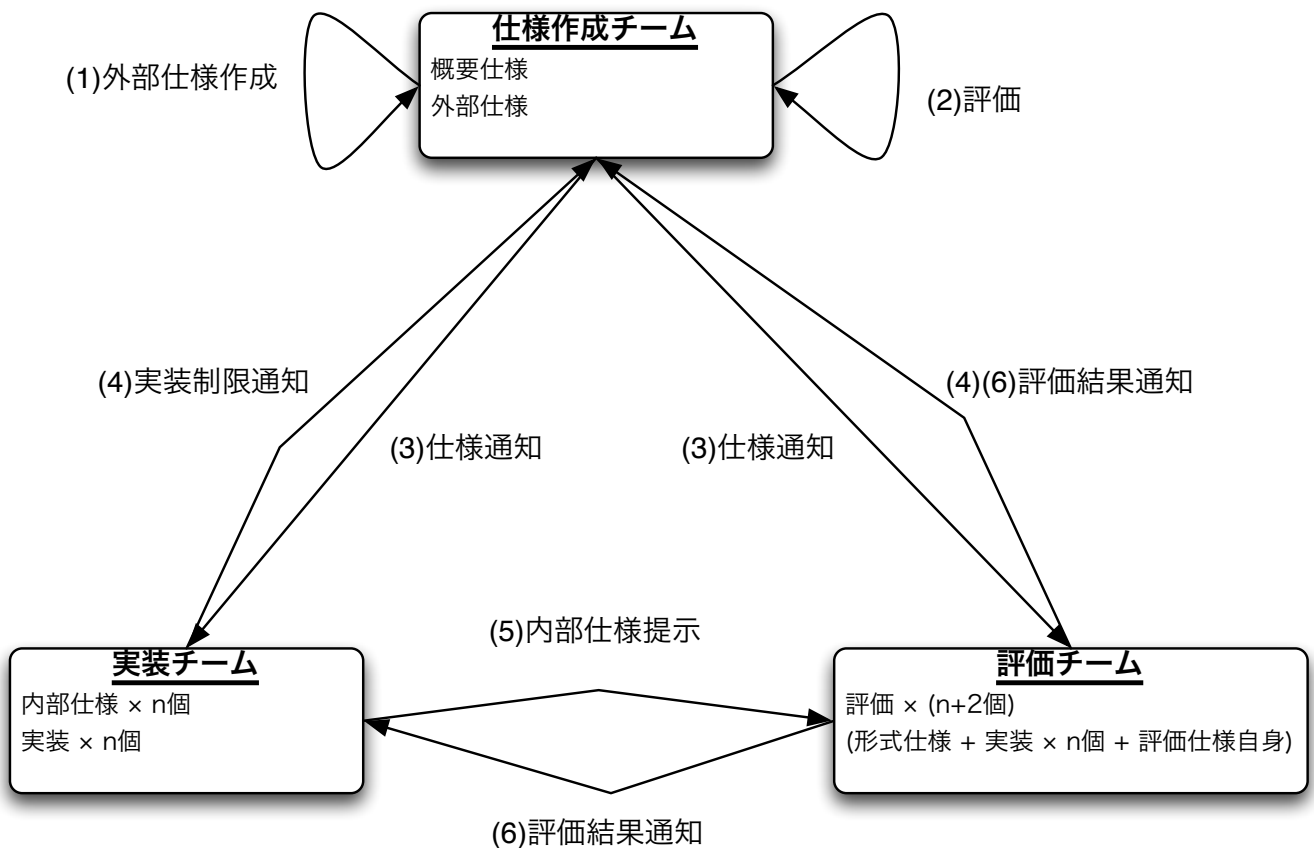 仕様作成チーム
概要仕様
外部仕様
(1)外部仕様作成
(2)評価
(4)実装制限通知
(4)(6)評価結果通知
(3)仕様通知
(3)仕様通知
(5)内部仕様提示
実装チーム
内部仕様 × n個
実装 × n個
評価チーム
評価 × (n+2個)
(形式仕様 + 実装 × n個 + 評価仕様自身)
(6)評価結果通知